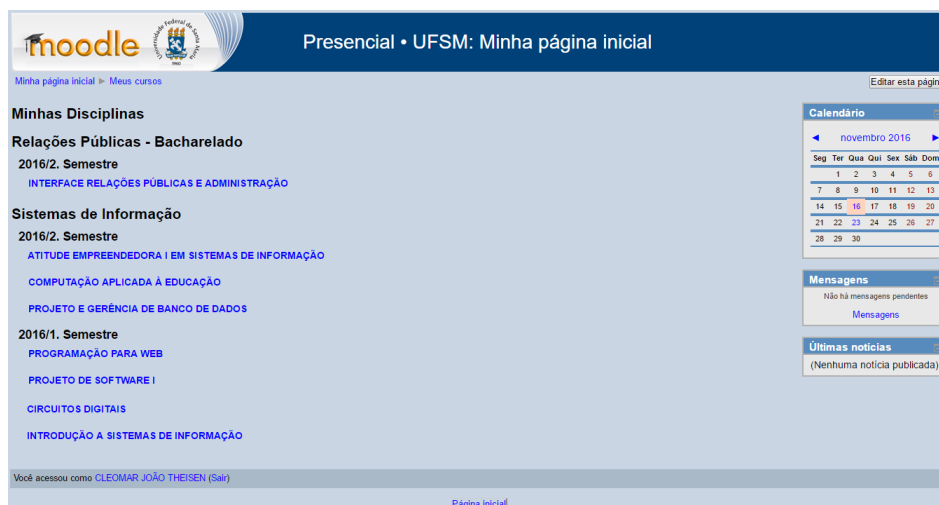 moodle
Universidade Federal de Santa Maria
1960
Presencial • UFSM: Minha página inicial
Minha página inicial ► Meus cursos
Editar esta págin
Minhas Disciplinas
Relações Públicas - Bacharelado
2016/2. Semestre
INTERFACE RELAÇÕES PÚBLICAS E ADMINISTRAÇÃO
Sistemas de Informação
2016/2. Semestre
ATITUDE EMPREENDEDORA I EM SISTEMAS DE INFORMAÇÃO
COMPUTAÇÃO APLICADA À EDUCAÇÃO
PROJETO E GERÊNCIA DE BANCO DE DADOS
2016/1. Semestre
PROGRAMAÇÃO PARA WEB
PROJETO DE SOFTWARE I
CIRCUITOS DIGITAIS
INTRODUÇÃO A SISTEMAS DE INFORMAÇÃO
Calendário
◄ novembro 2016 ►
Seg Ter Qua Qui Sex Sáb Dom
1 2 3 4 5 6
7 8 9 10 11 12 13
14 15 16 17 18 19 20
21 22 23 24 25 26 27
28 29 30
Mensagens
Não há mensagens pendentes
Mensagens
Últimas notícias
(Nenhuma notícia publicada)
Você acessou como CLEOMAR JOÃO THEISEN (Sair)
Página inicial